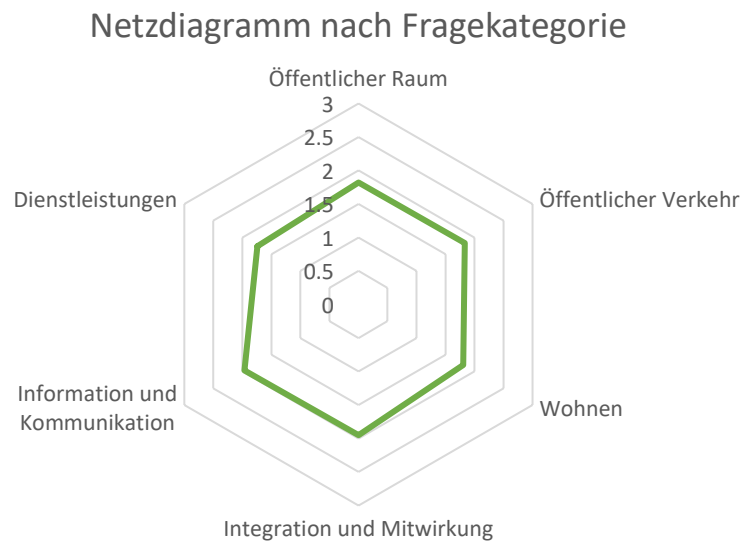 Netzdiagramm nach Fragekategorie
Öffentlicher Raum
3
2.5
2
1.5
1
0.5
0
Öffentlicher Verkehr
Wohnen
Integration und Mitwirkung
Information und
Kommunikation
Dienstleistungen